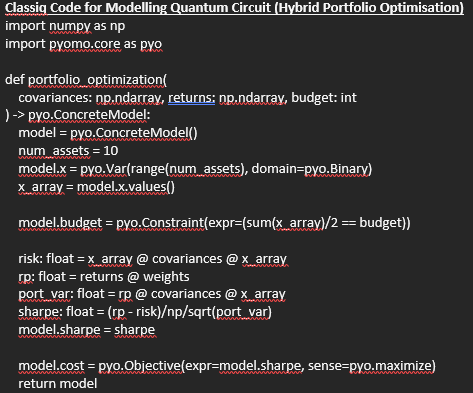 Classiq Code for Modelling Quantum Circuit (Hybrid Portfolio Optimisation)
import numpy as np
import pyomo.core as pyo
def portfolio_optimization(
covariances: np.ndarray, returns: np.ndarray, budget: int
) -> pyo.ConcreteModel:
model = pyo.ConcreteModel()
num_assets = 10
model.x = pyo.Var(range(num_assets), domain=pyo.Binary)
x_array = model.x.values()
model.budget = pyo.Constraint(expr=(sum(x_array)/2 == budget))
risk: float = x_array @ covariances @ x_array
rp: float = returns @ weights
port_var: float = rp @ covariances @ x_array
sharpe: float = (rp - risk)/np/sqrt(port_var)
model.sharpe = sharpe
model.cost = pyo.Objective(expr=model.sharpe, sense=pyo.maximize)
return model